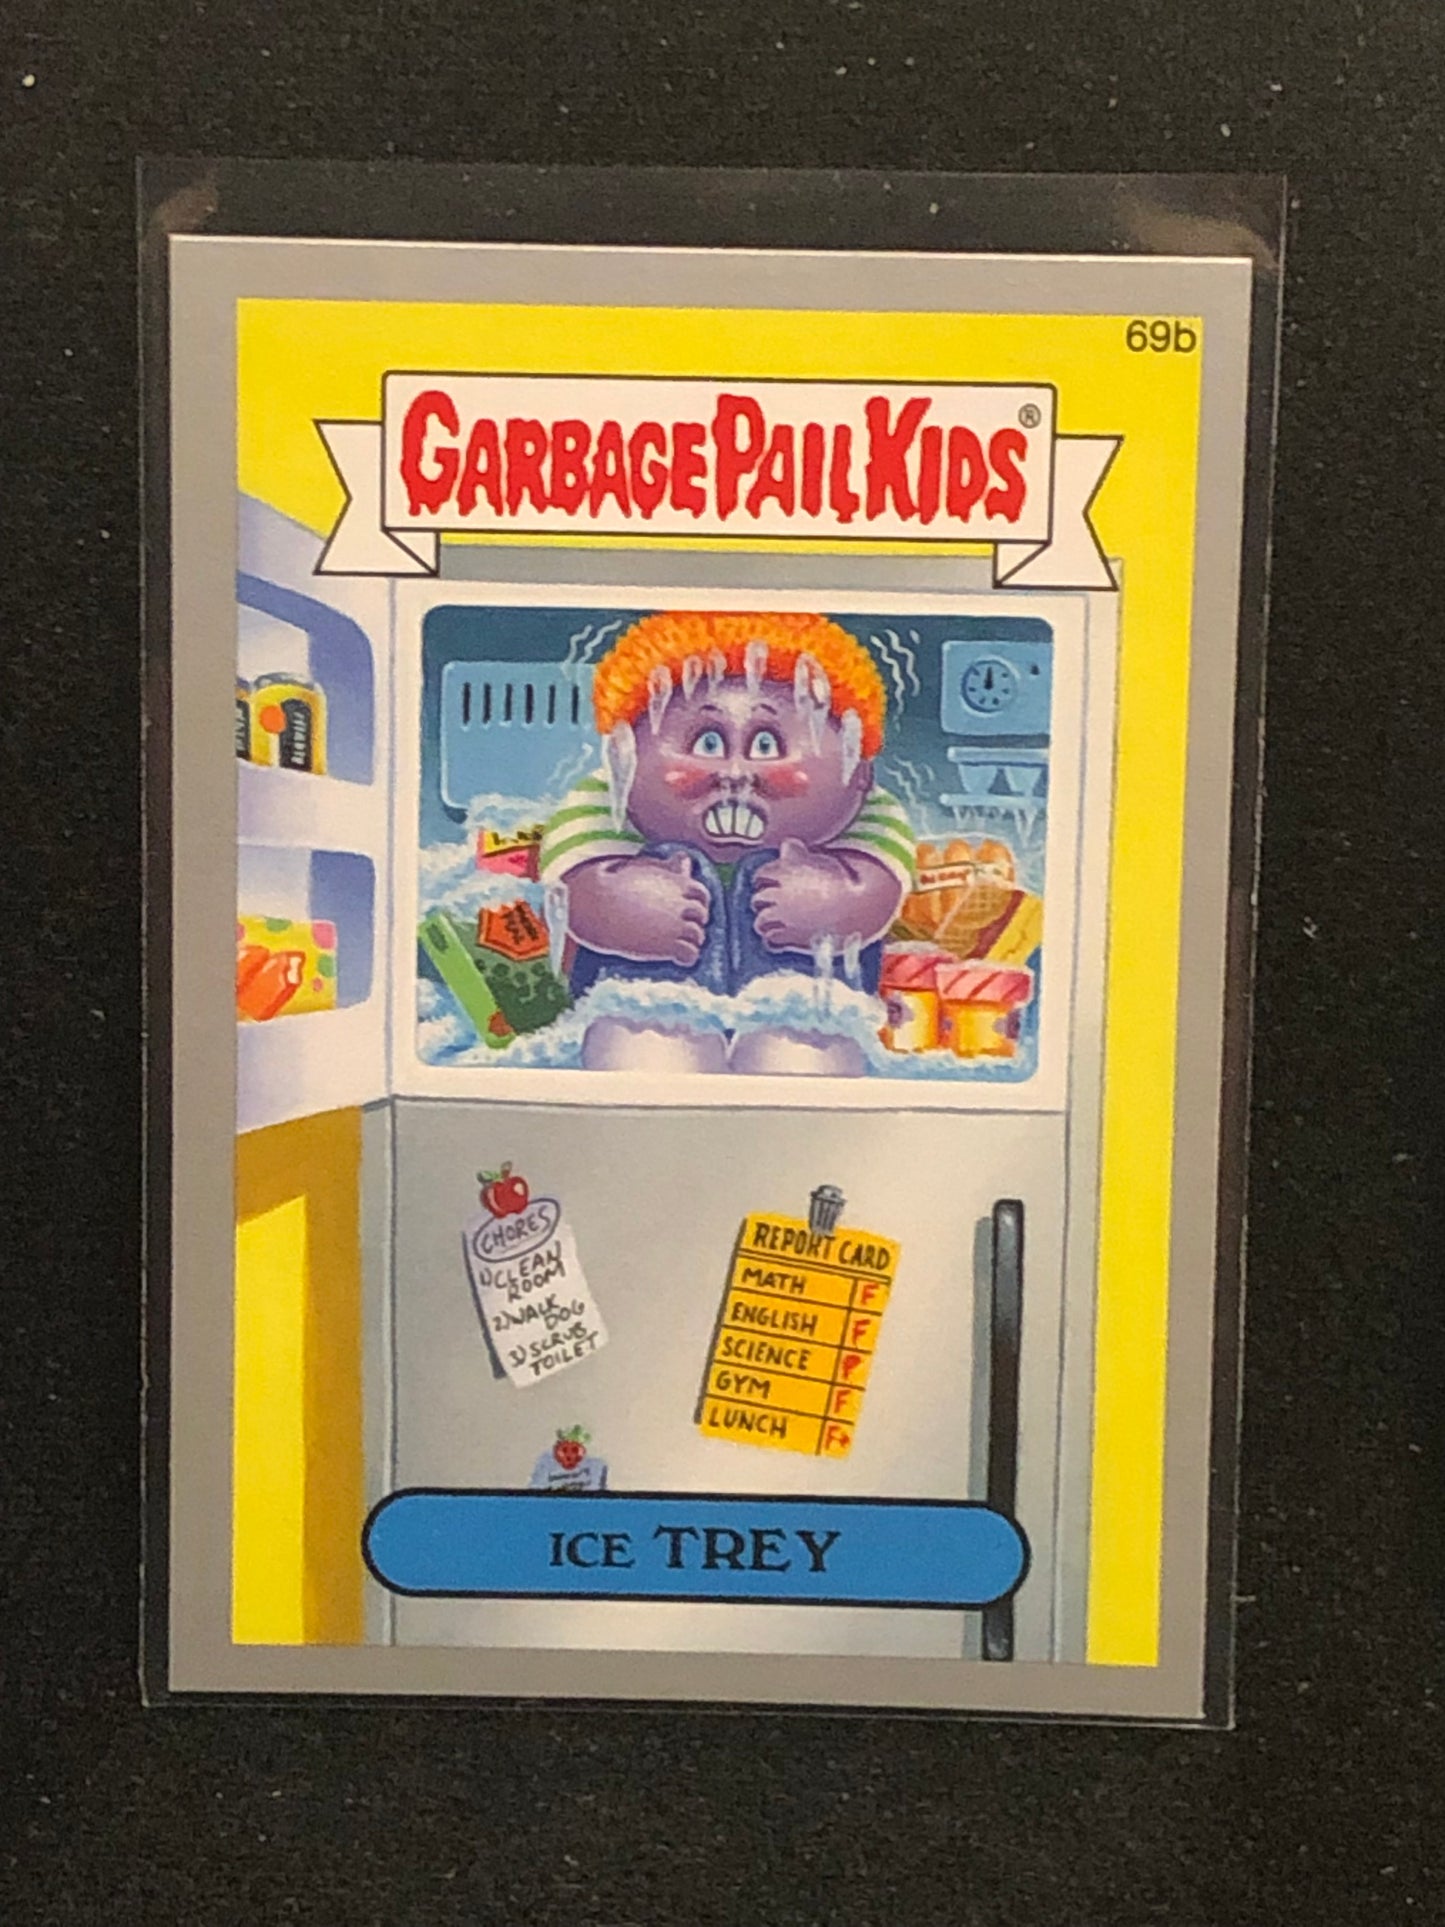 69b
GARBAGE PAIL KIDS®
CHORES
1) CLEAN
ROOM
2) WALK
DOG
3) SCRUB
TOILET
REPORT CARD
MATH F
ENGLISH F
SCIENCE F
GYM F
LUNCH F+
ICE TREY